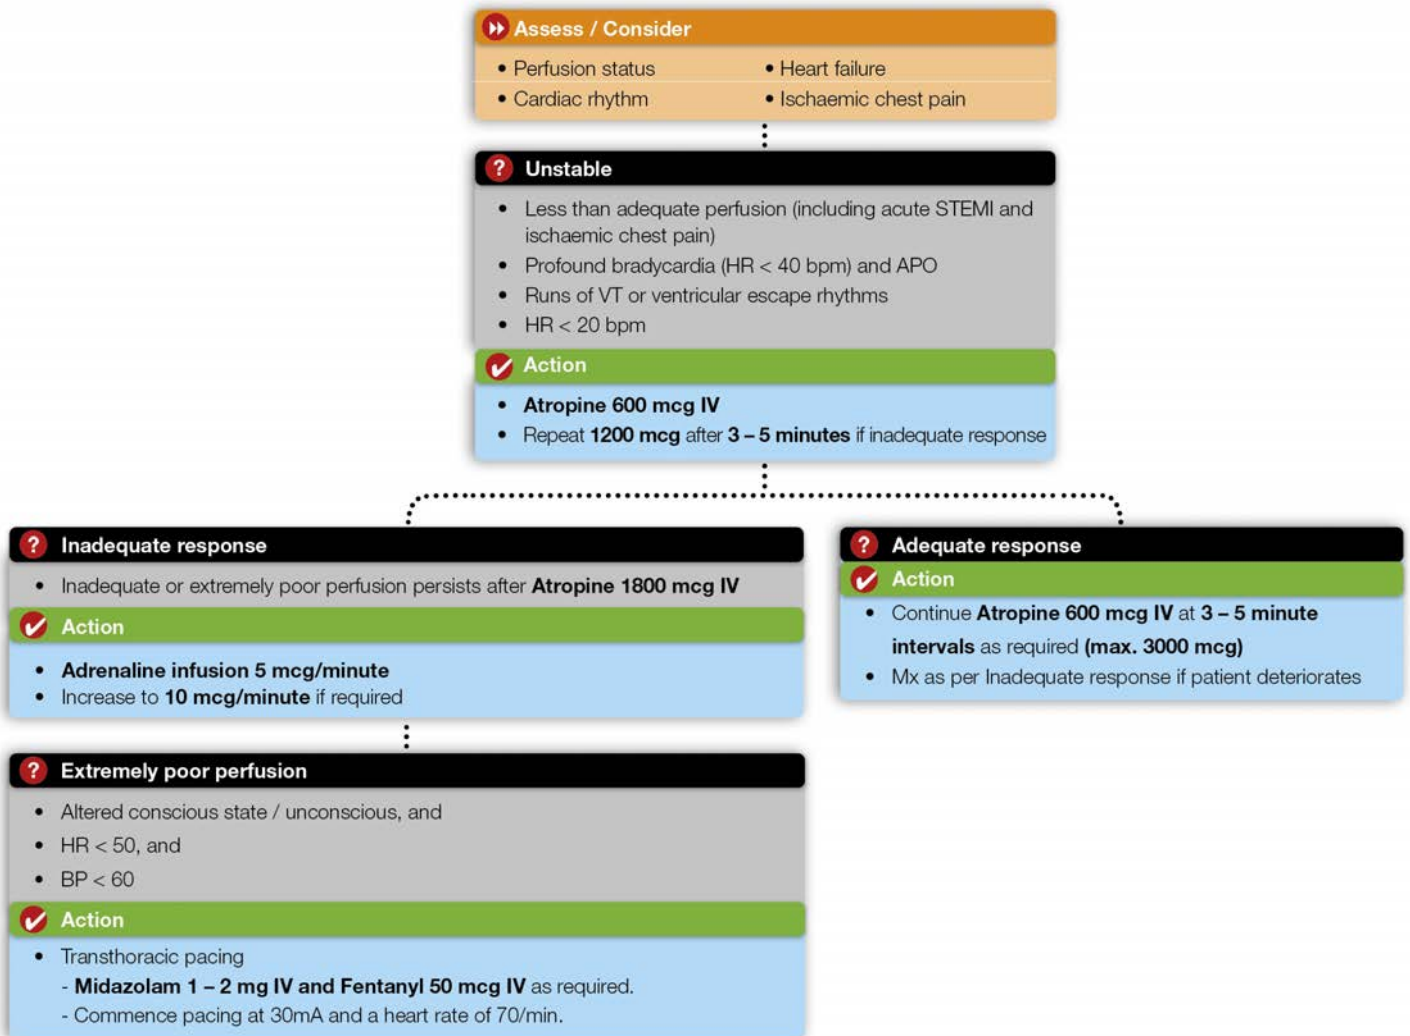 Assess / Consider
• Perfusion status • Heart failure
• Cardiac rhythm • Ischaemic chest pain
? Unstable
• Less than adequate perfusion (including acute STEMI and
ischaemic chest pain)
• Profound bradycardia (HR < 40 bpm) and APO
• Runs of VT or ventricular escape rhythms
• HR < 20 bpm
Action
• Atropine 600 mcg IV
• Repeat 1200 mcg after 3 – 5 minutes if inadequate response
? Inadequate response
• Inadequate or extremely poor perfusion persists after Atropine 1800 mcg IV
Action
• Adrenaline infusion 5 mcg/minute
• Increase to 10 mcg/minute if required
? Adequate response
Action
• Continue Atropine 600 mcg IV at 3 – 5 minute
intervals as required (max. 3000 mcg)
• Mx as per Inadequate response if patient deteriorates
? Extremely poor perfusion
• Altered conscious state / unconscious, and
• HR < 50, and
• BP < 60
Action
• Transthoracic pacing
- Midazolam 1 – 2 mg IV and Fentanyl 50 mcg IV as required.
- Commence pacing at 30mA and a heart rate of 70/min.